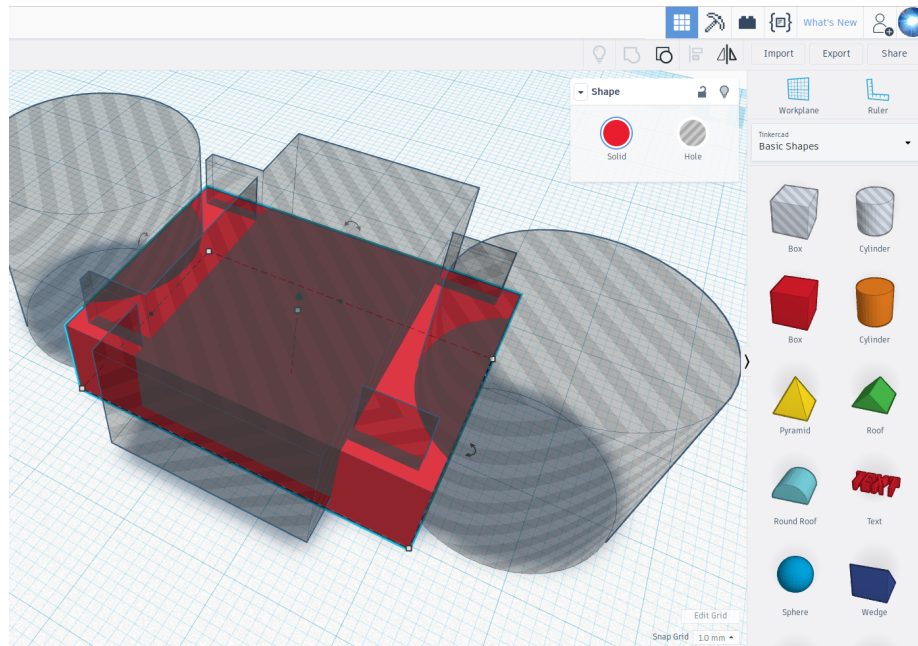 What's New
Import
Export
Share
Shape
Solid
Hole
Workplane
Ruler
Tinkercad
Basic Shapes
Box
Cylinder
Box
Cylinder
Pyramid
Roof
Round Roof
Text
TEXT
Sphere
Wedge
Edit Grid
Snap Grid
1.0 mm